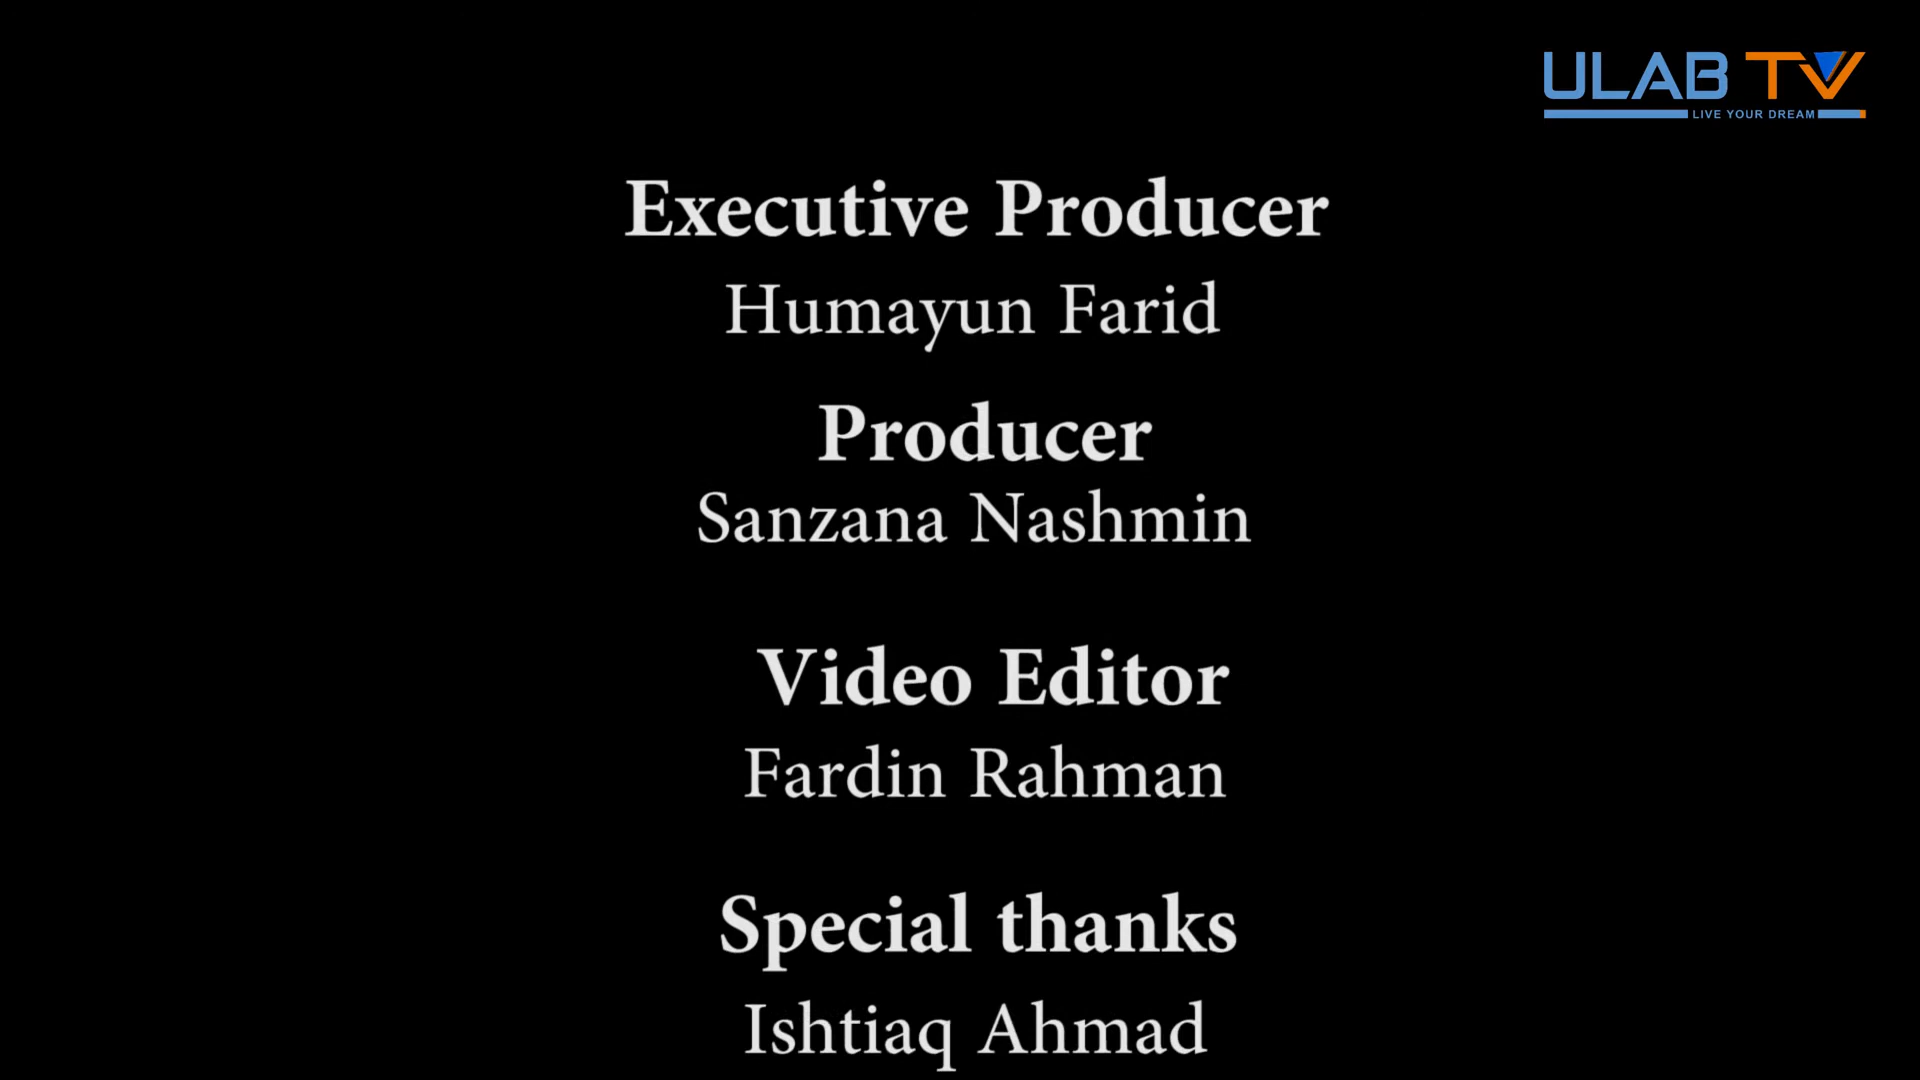 ULAB TV
LIVE YOUR DREAM
Executive Producer
Humayun Farid
Producer
Sanzana Nashmin
Video Editor
Fardin Rahman
Special thanks
Ishtiaq Ahmad